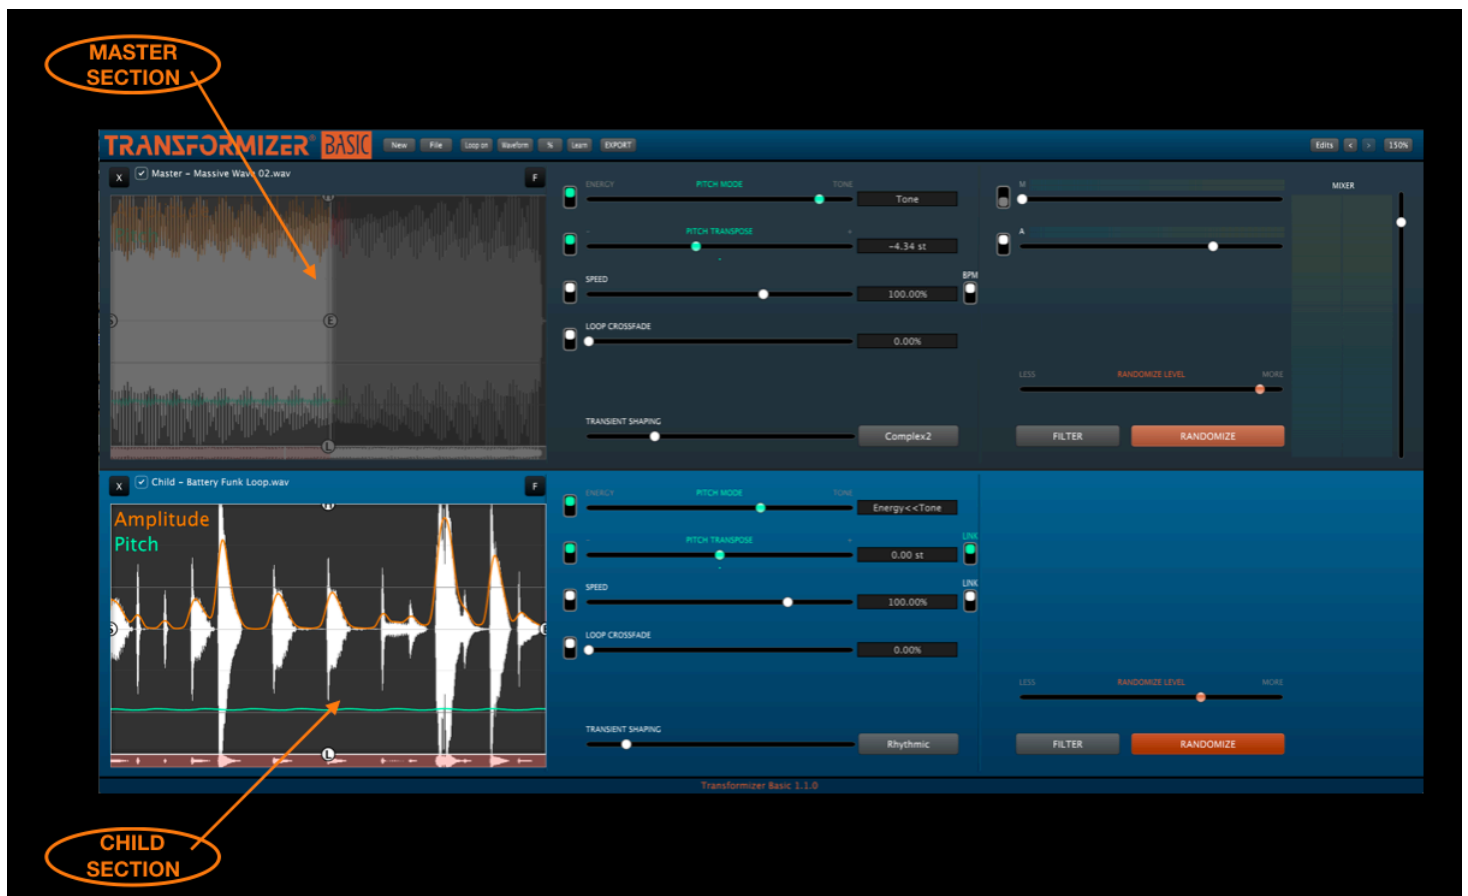 MASTER
SECTION
TRANSFORMIZER® BASIC New File Loop on Waveform % Learn EXPORT Edits < > 150%
X Master - Massive Wave 02.wav F
ENERGY PITCH MODE TONE
Tone
- PITCH TRANSPOSE +
-4.34 st
SPEED
100.00%
BPM
LOOP CROSSFADE
0.00%
TRANSIENT SHAPING
Complex2
M
A
MIXER
LESS RANDOMIZE LEVEL MORE
FILTER RANDOMIZE
S
E
L
X Child - Battery Funk Loop.wav F
Amplitude
Pitch
ENERGY PITCH MODE TONE
Energy<<Tone
- PITCH TRANSPOSE +
0.00 st
LINK
SPEED
100.00%
LINK
LOOP CROSSFADE
0.00%
TRANSIENT SHAPING
Rhythmic
LESS RANDOMIZE LEVEL MORE
FILTER RANDOMIZE
S
E
L
Transformizer Basic 1.1.0
CHILD
SECTION